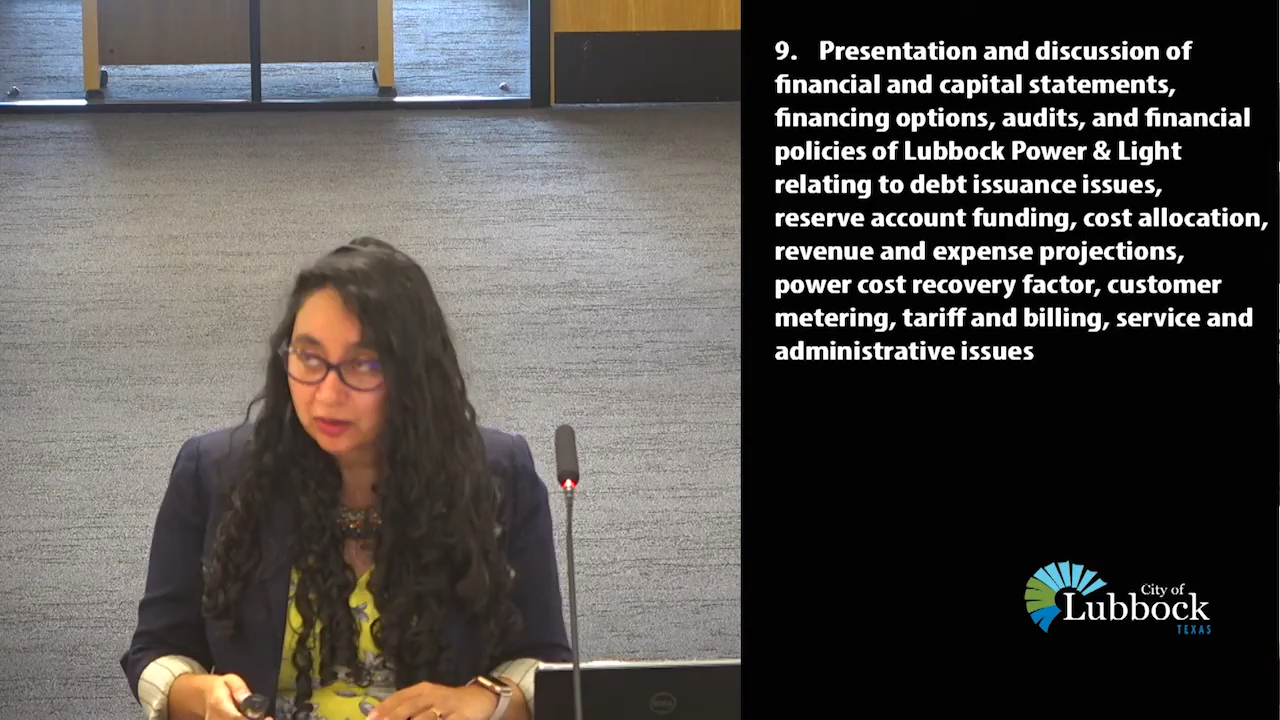 9. Presentation and discussion of
financial and capital statements,
financing options, audits, and financial
policies of Lubbock Power & Light
relating to debt issuance issues,
reserve account funding, cost allocation,
revenue and expense projections,
power cost recovery factor, customer
metering, tariff and billing, service and
administrative issues
City of
Lubbock
TEXAS
DELL